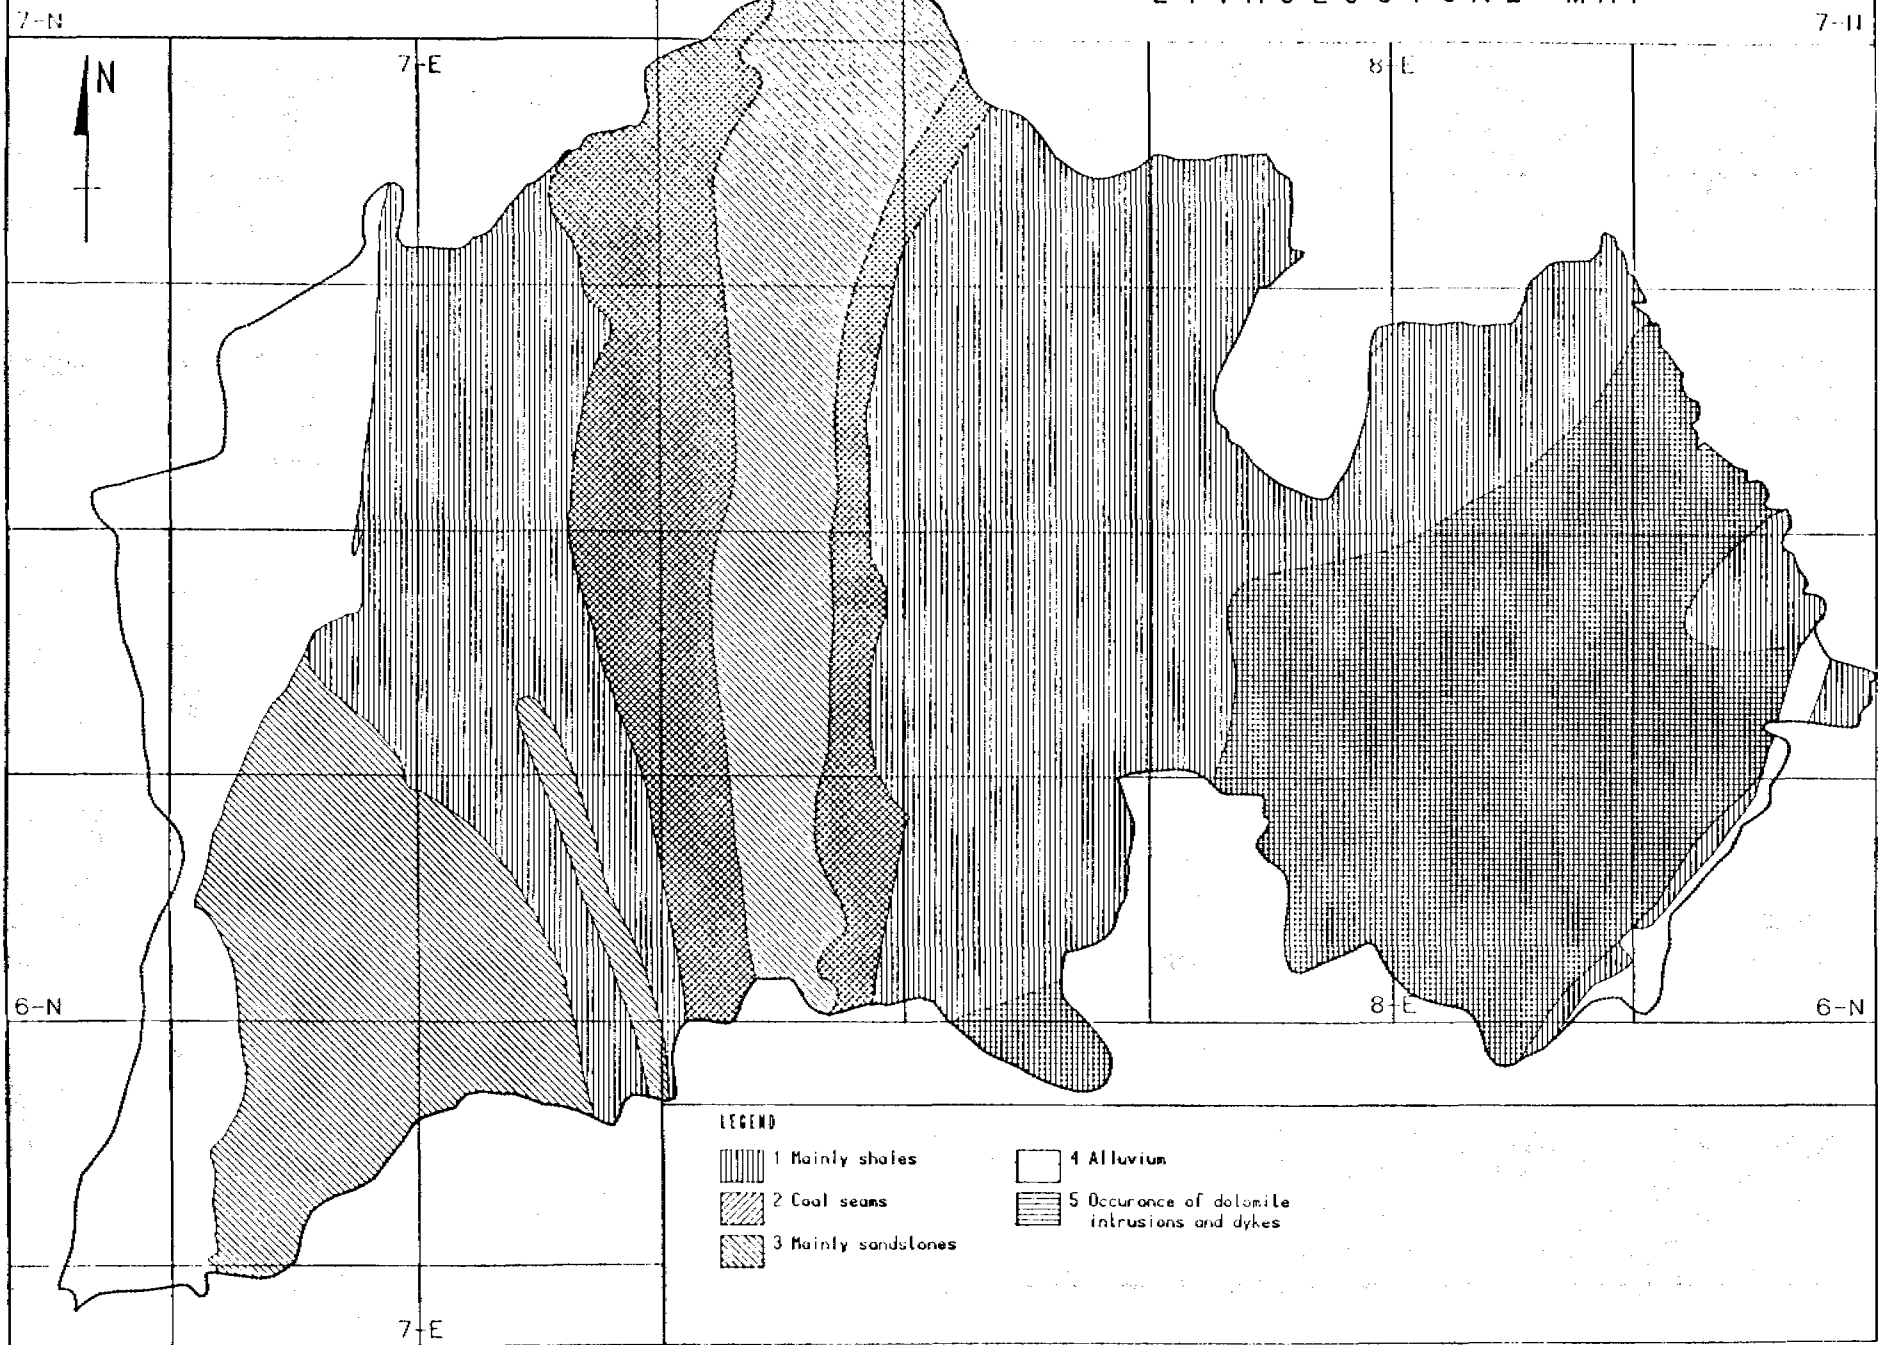 7-N
7-N
N
7-E
8-E
6-N
8-E
6-N
LEGEND
1 Mainly shales
4 Alluvium
2 Coal seams
5 Occurance of dolomile
intrusions and dykes
3 Mainly sandstones
7-E